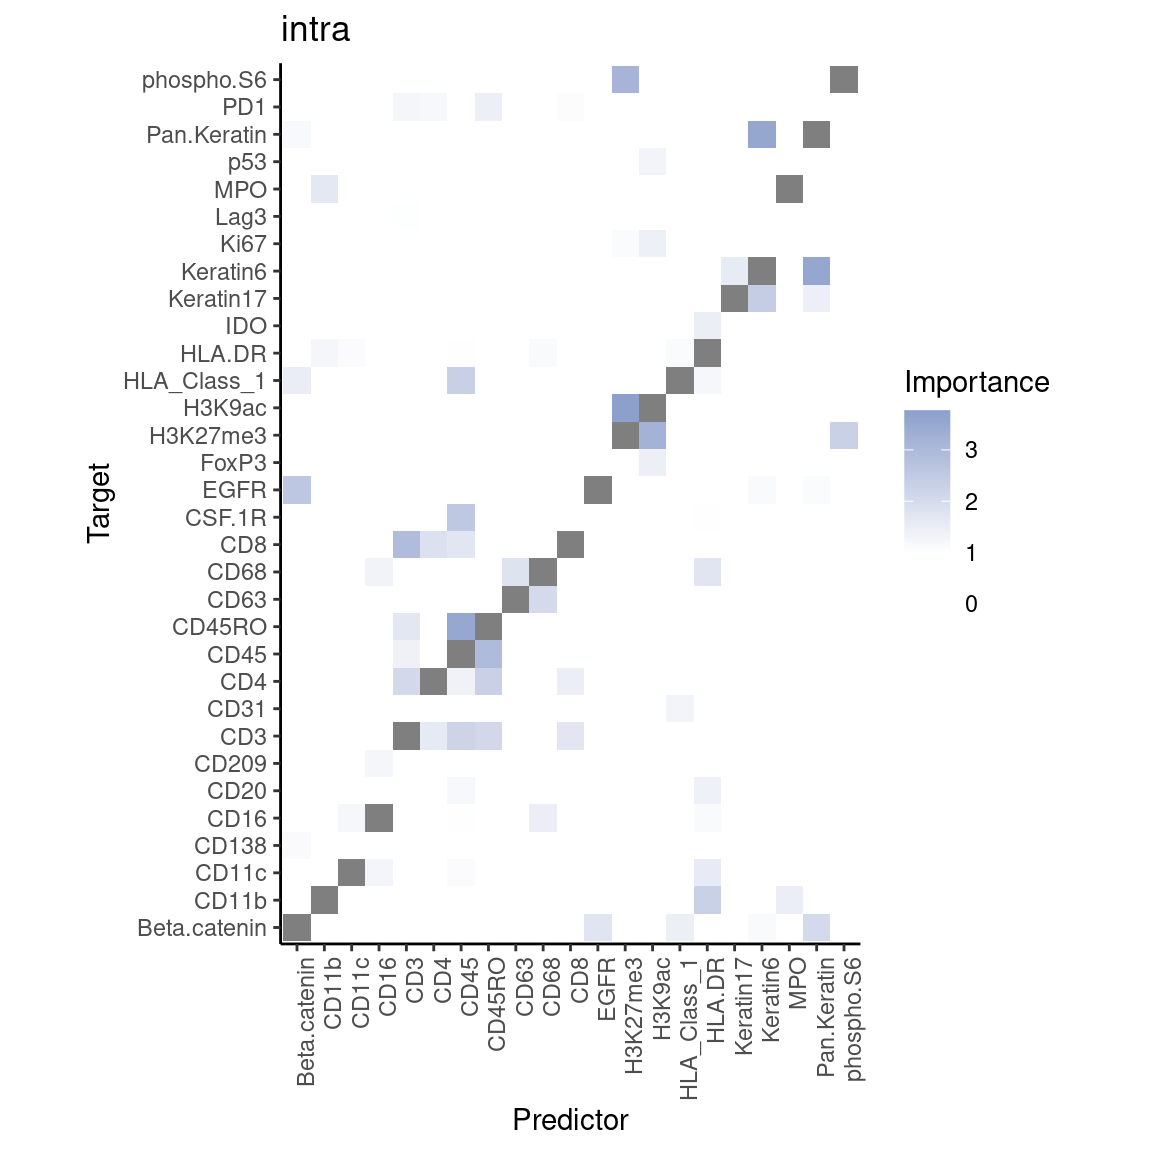 intra
phospho.S6
PD1
Pan.Keratin
p53
MPO
Lag3
Ki67
Keratin6
Keratin17
IDO
HLA.DR
HLA_Class_1
H3K9ac
H3K27me3
FoxP3
EGFR
CSF.1R
CD8
CD68
CD63
CD45RO
CD45
CD4
CD31
CD3
CD209
CD20
CD16
CD138
CD11c
CD11b
Beta.catenin
Target
Beta.catenin
CD11b
CD11c
CD16
CD3
CD4
CD45
CD45RO
CD63
CD68
CD8
EGFR
H3K27me3
H3K9ac
HLA_Class_1
HLA.DR
Keratin17
Keratin6
MPO
Pan.Keratin
phospho.S6
Predictor
Importance
3
2
1
0